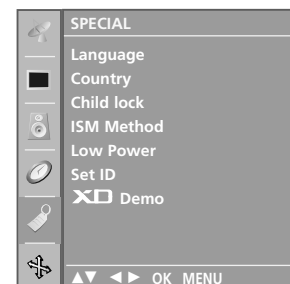 SPECIAL
Language
Country
Child lock
ISM Method
Low Power
Set ID
XD Demo
▲▼ ◀▶ OK MENU